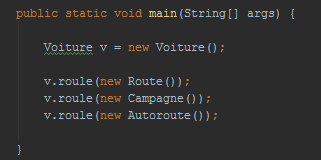 public static void main(String[] args) {
Voiture v = new Voiture();
v.roule(new Route());
v.roule(new Campagne());
v.roule(new Autoroute());
}